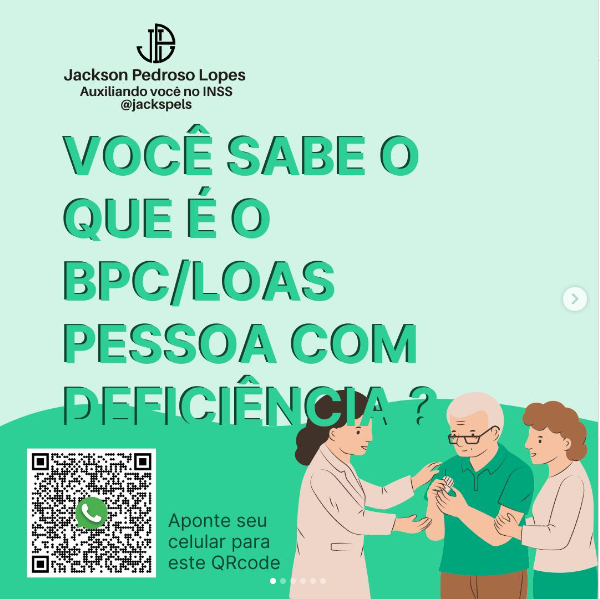 Jackson Pedroso Lopes
Auxiliando você no INSS
@jackspels
VOCÊ SABE O
QUE É O
BPC/LOAS
PESSOA COM
DEFICIÊNCIA ?
Aponte seu
celular para
este QRcode